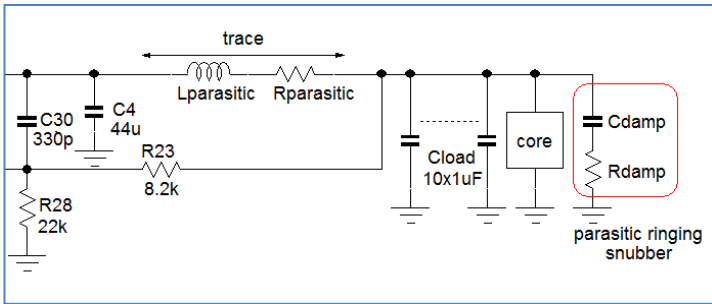 trace
Lparasitic
Rparasitic
C30
330p
C4
44u
R23
8.2k
R28
22k
Cload
10x1uF
core
Cdamp
Rdamp
parasitic ringing
snubber